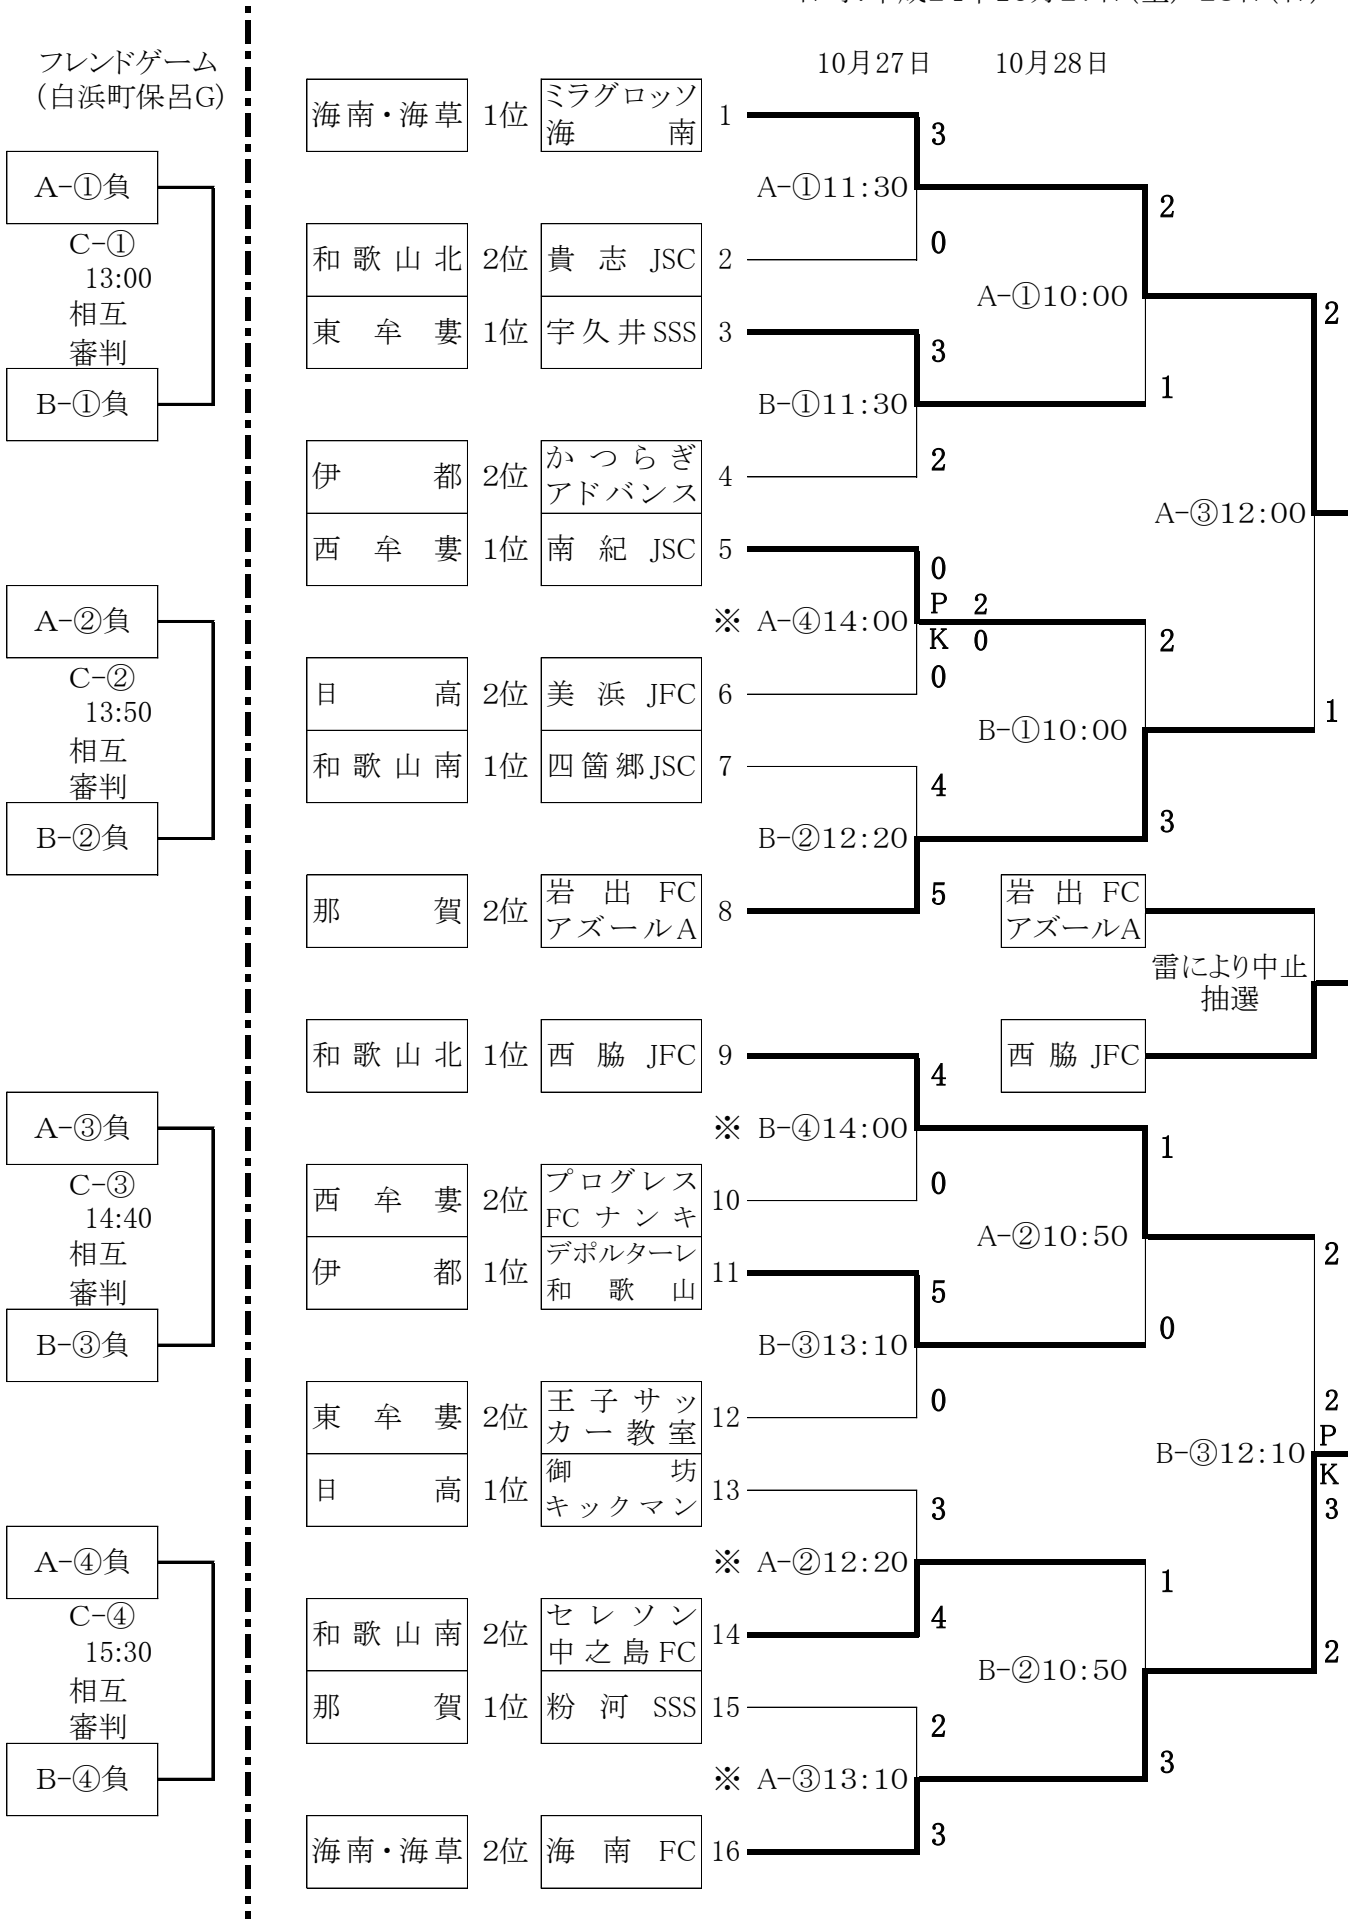 10月27日 10月28日
フレンドゲーム
(白浜町保呂G)
海南・海草 1位 ミラグロッソ
海南 1
3
A-①負
A-①11:30
2
C-①
13:00
相互
審判
和歌山北 2位 貴志 JSC 2
0
A-①10:00
2
東牟婁 1位 宇久井SSS 3
3
B-①負
B-①11:30
1
伊都 2位 かつらぎ
アドバンス 4
2
A-③12:00
西牟婁 1位 南紀 JSC 5
0
P 2
K 0
0
A-②負
※ A-④14:00
2
C-②
13:50
相互
審判
日高 2位 美浜 JFC 6
B-①10:00
1
和歌山南 1位 四箇郷JSC 7
4
B-②負
B-②12:20
3
那賀 2位 岩出FC
アズールA 8
5
岩出FC
アズールA
雷により中止
抽選
和歌山北 1位 西脇 JFC 9
4
西脇 JFC
A-③負
※ B-④14:00
1
C-③
14:40
相互
審判
西牟婁 2位 プログレス
FCナンキ 10
0
A-②10:50
2
伊都 1位 デポルターレ
和歌山 11
5
B-③負
B-③13:10
0
東牟婁 2位 王子サッ
カー教室 12
0
B-③12:10
2
P
K
3
日高 1位 御坊
キックマン 13
3
A-④負
※ A-②12:20
1
C-④
15:30
相互
審判
和歌山南 2位 セレソン
中之島FC 14
4
B-②10:50
2
那賀 1位 粉河 SSS 15
2
B-④負
※ A-③13:10
3
海南・海草 2位 海南 FC 16
3